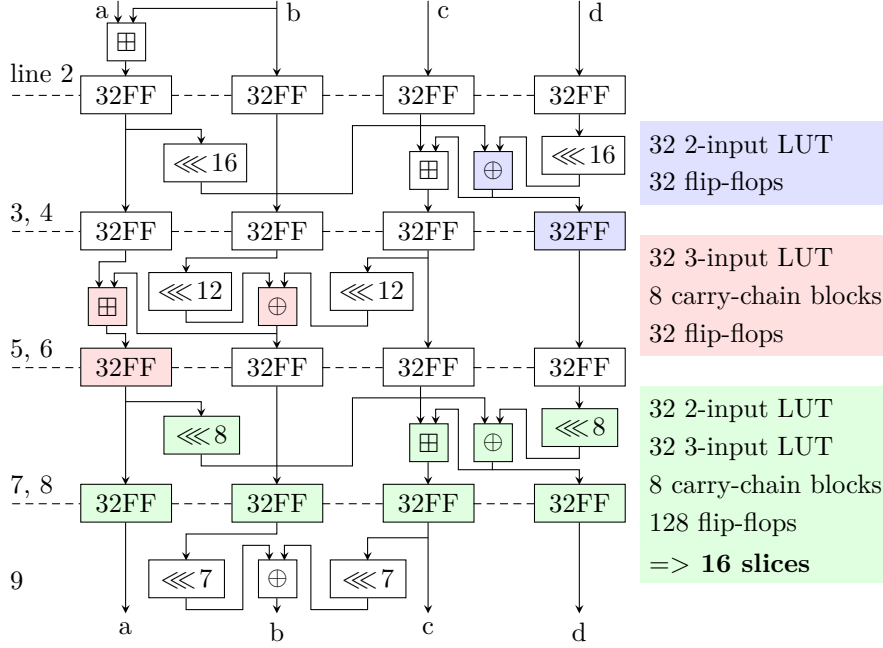 a b c d
⊞
line 2 32FF 32FF 32FF 32FF
⋘16 ⊞ ⊕ ⋘16
32 2-input LUT
32 flip-flops
3, 4 32FF 32FF 32FF 32FF
⊞ ⋘12 ⊕ ⋘12
32 3-input LUT
8 carry-chain blocks
32 flip-flops
5, 6 32FF 32FF 32FF 32FF
⋘8 ⊞ ⊕ ⋘8
32 2-input LUT
32 3-input LUT
8 carry-chain blocks
128 flip-flops
=> 16 slices
7, 8 32FF 32FF 32FF 32FF
9 ⋘7 ⊕ ⋘7
a b c d